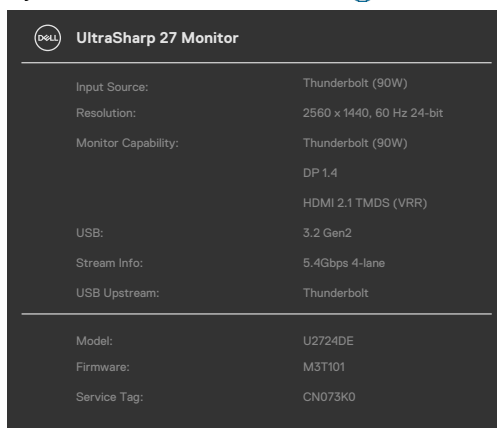 DELL UltraSharp 27 Monitor
Input Source: Thunderbolt (90W)
Resolution: 2560 x 1440, 60 Hz 24-bit
Monitor Capability: Thunderbolt (90W)
DP 1.4
HDMI 2.1 TMDS (VRR)
USB: 3.2 Gen2
Stream Info: 5.4Gbps 4-lane
USB Upstream: Thunderbolt
Model: U2724DE
Firmware: M3T101
Service Tag: CN073K0